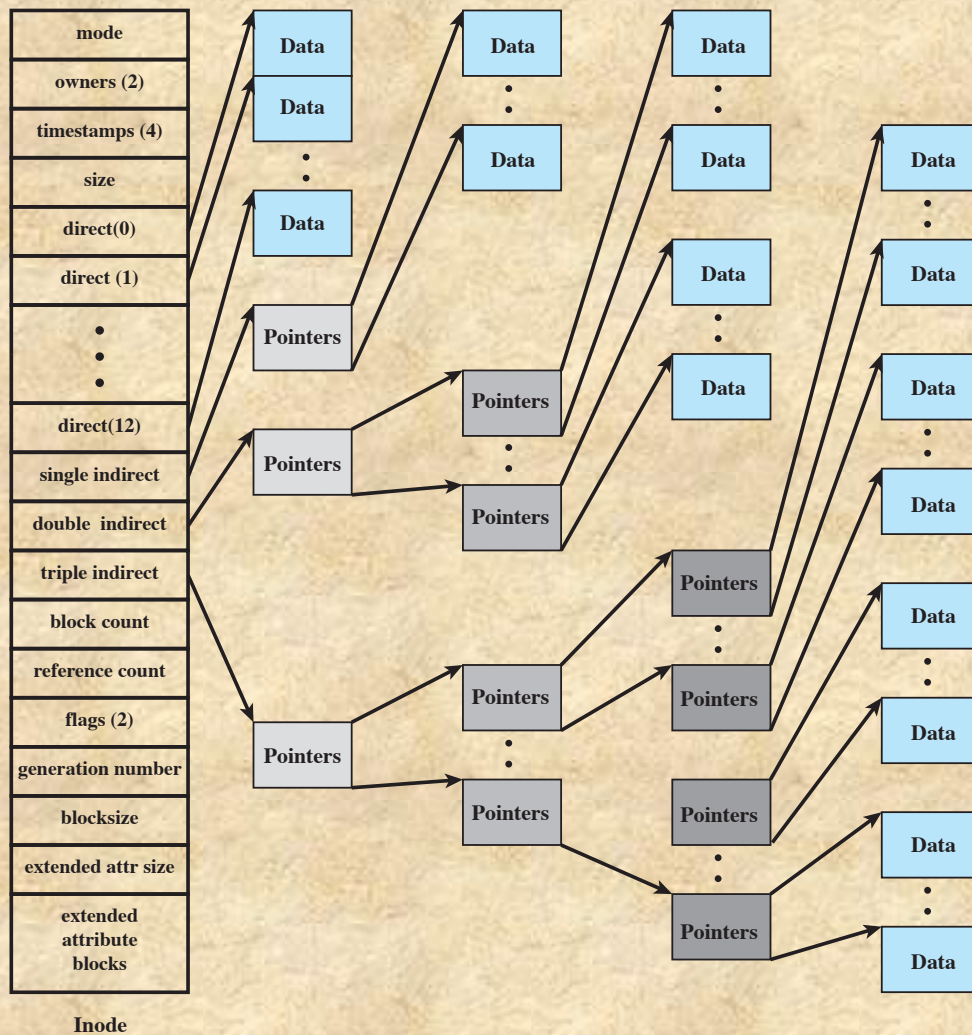 mode
owners (2)
timestamps (4)
size
direct(0)
direct (1)
direct(12)
single indirect
double indirect
triple indirect
block count
reference count
flags (2)
generation number
blocksize
extended attr size
extended
attribute
blocks
Inode
Data
Data
Data
Pointers
Pointers
Pointers
Data
Data
Pointers
Pointers
Pointers
Pointers
Data
Data
Data
Data
Pointers
Pointers
Pointers
Pointers
Data
Data
Data
Data
Data
Data
Data
Data